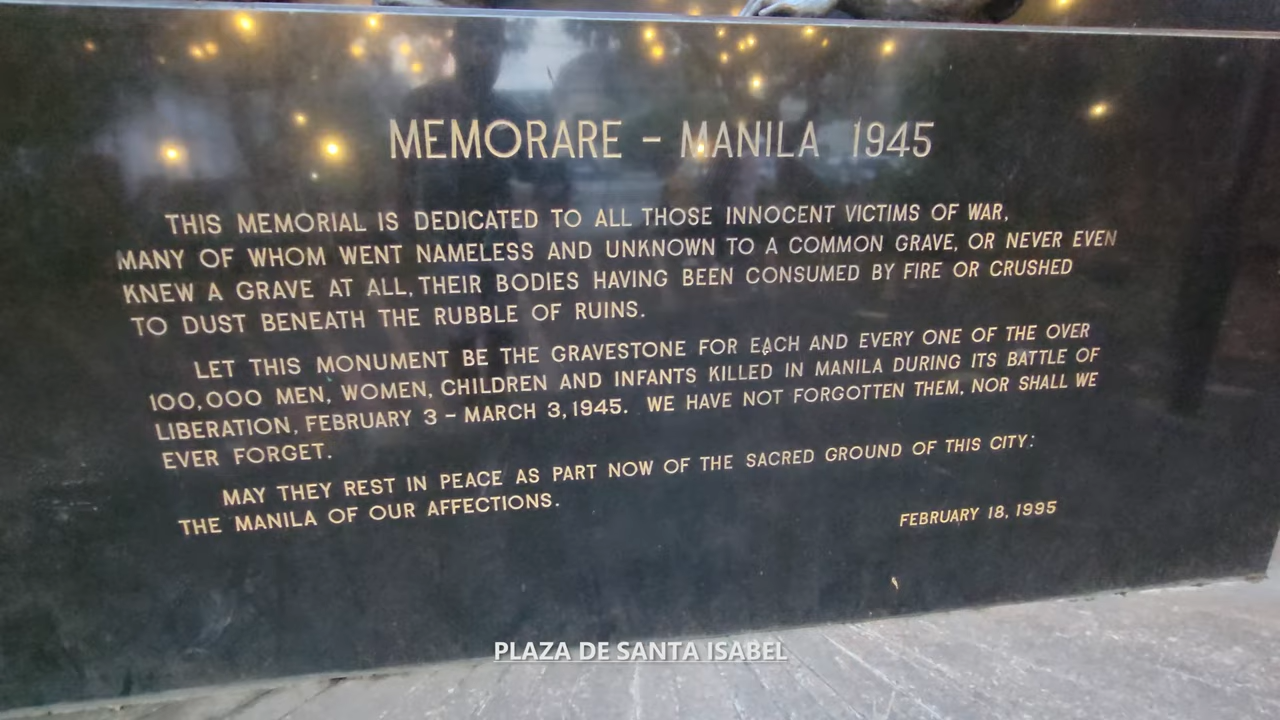 MEMORARE – MANILA 1945
THIS MEMORIAL IS DEDICATED TO ALL THOSE INNOCENT VICTIMS OF WAR,
MANY OF WHOM WENT NAMELESS AND UNKNOWN TO A COMMON GRAVE, OR NEVER EVEN
KNEW A GRAVE AT ALL, THEIR BODIES HAVING BEEN CONSUMED BY FIRE OR CRUSHED
TO DUST BENEATH THE RUBBLE OF RUINS.
LET THIS MONUMENT BE THE GRAVESTONE FOR EACH AND EVERY ONE OF THE OVER
100,000 MEN, WOMEN, CHILDREN AND INFANTS KILLED IN MANILA DURING ITS BATTLE OF
LIBERATION, FEBRUARY 3 – MARCH 3, 1945. WE HAVE NOT FORGOTTEN THEM, NOR SHALL WE
EVER FORGET.
MAY THEY REST IN PEACE AS PART NOW OF THE SACRED GROUND OF THIS CITY:
THE MANILA OF OUR AFFECTIONS.
FEBRUARY 18, 1995
PLAZA DE SANTA ISABEL